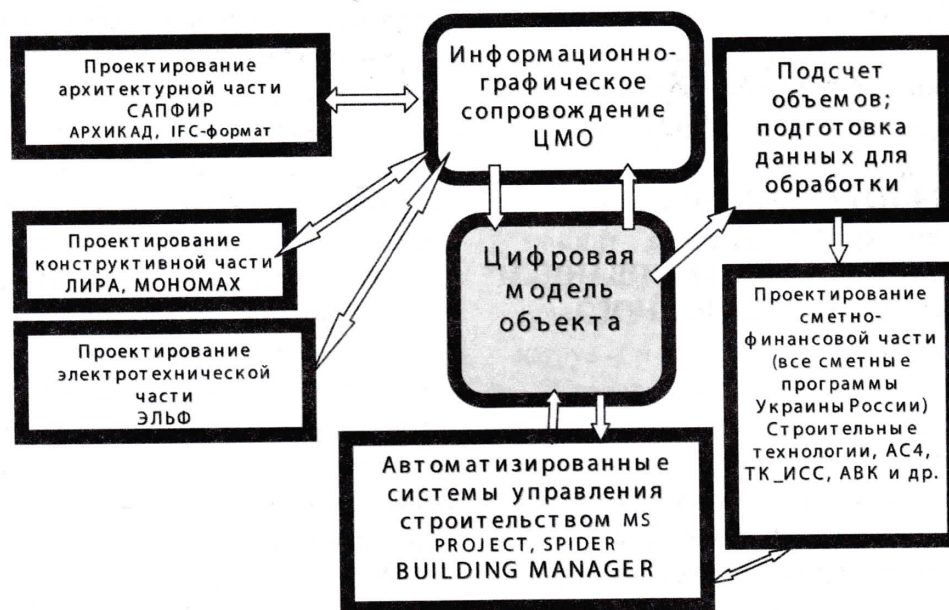 Проектирование
архитектурной части
САПФИР
АРХИКАД, IFC-формат
Проектирование
конструктивной части
ЛИРА, МОНОМАХ
Проектирование
электротехнической
части
ЭЛЬФ
Информационно-
графическое
сопровождение
ЦМО
Цифровая
модель
объекта
Автоматизированные
системы управления
строительством MS
PROJECT, SPIDER
BUILDING MANAGER
Подсчет
объемов;
подготовка
данных для
обработки
Проектирование
сметно-
финансовой части
(все сметные
программы
Украины России)
Строительные
технологии, АС4,
ТК_ИСС, АВК и др.